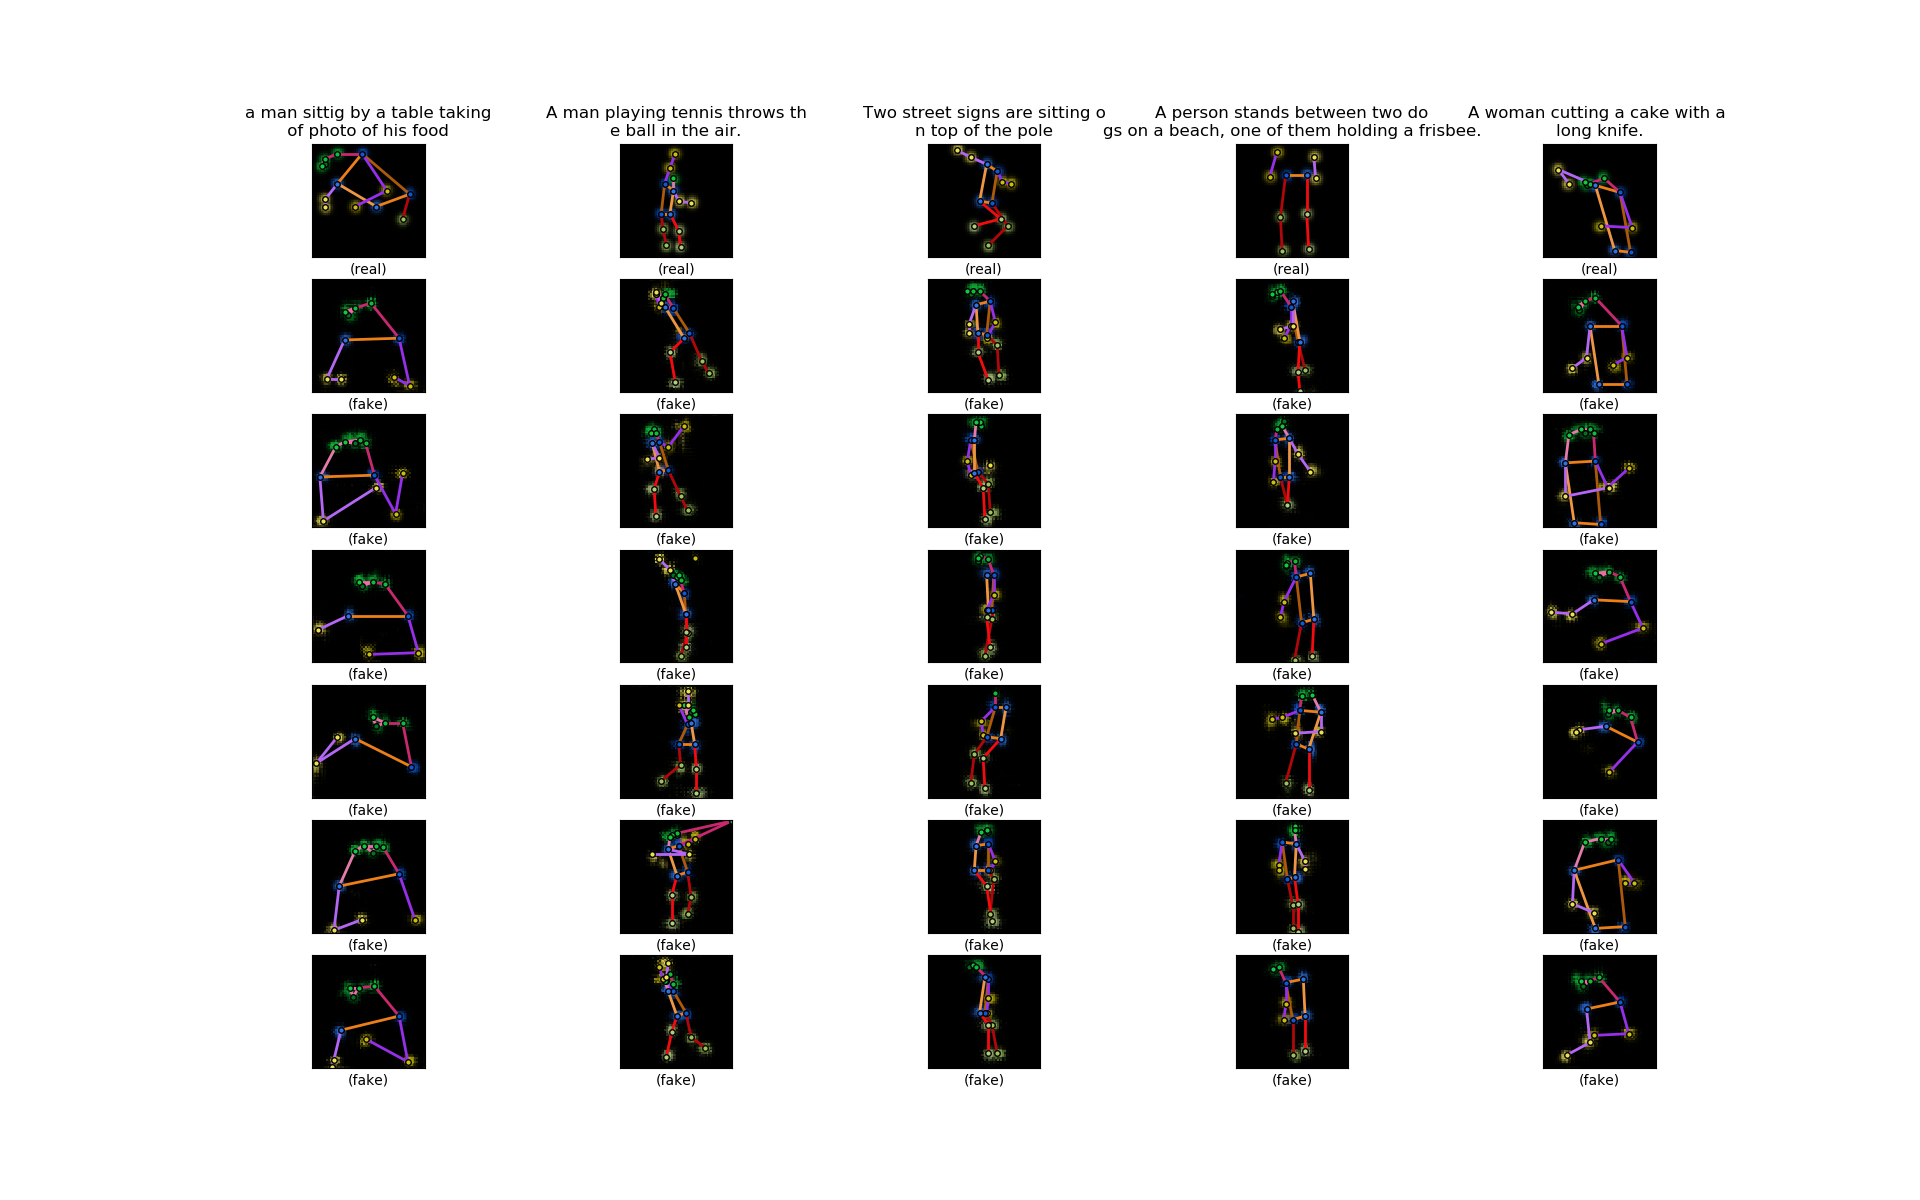 a man sittig by a table taking
of photo of his food
A man playing tennis throws th
e ball in the air.
Two street signs are sitting o
n top of the pole
A person stands between two do
gs on a beach, one of them holding a frisbee.
A woman cutting a cake with a
long knife.
(real) (real) (real) (real) (real)
(fake) (fake) (fake) (fake) (fake)
(fake) (fake) (fake) (fake) (fake)
(fake) (fake) (fake) (fake) (fake)
(fake) (fake) (fake) (fake) (fake)
(fake) (fake) (fake) (fake) (fake)
(fake) (fake) (fake) (fake) (fake)